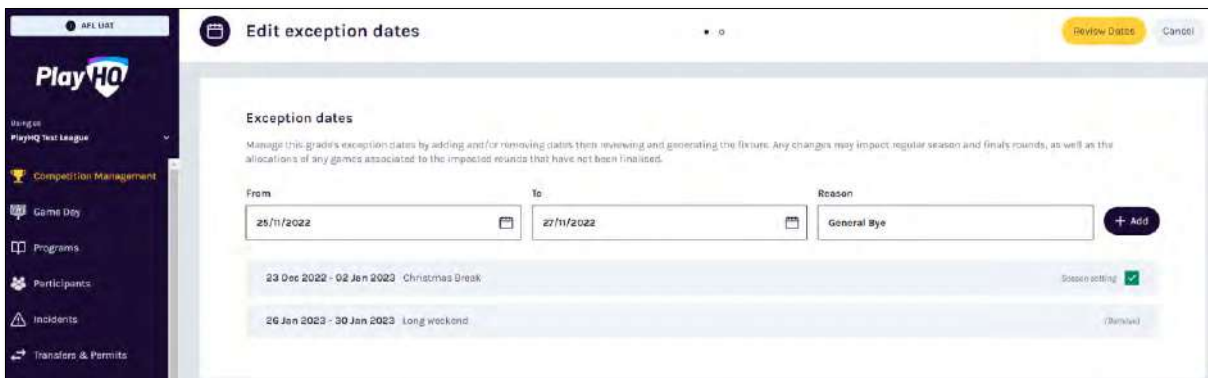 AFL UAT
Edit exception dates
Review Dates
Cancel
PlayHQ
Using as
PlayHQ Test League
Exception dates
Manage this grade's exception dates by adding and/or removing dates then reviewing and generating the fixture. Any changes may impact regular season and finals rounds, as well as the
allocations of any games associated to the impacted rounds that have not been finalised.
Competition Management
Game Day
Programs
Participants
Incidents
Transfers & Permits
From
To
Reason
25/11/2022
27/11/2022
General Bye
+ Add
23 Dec 2022 - 02 Jan 2023 Christmas Break
Season setting
26 Jan 2023 - 30 Jan 2023 Long weekend
(Remove)